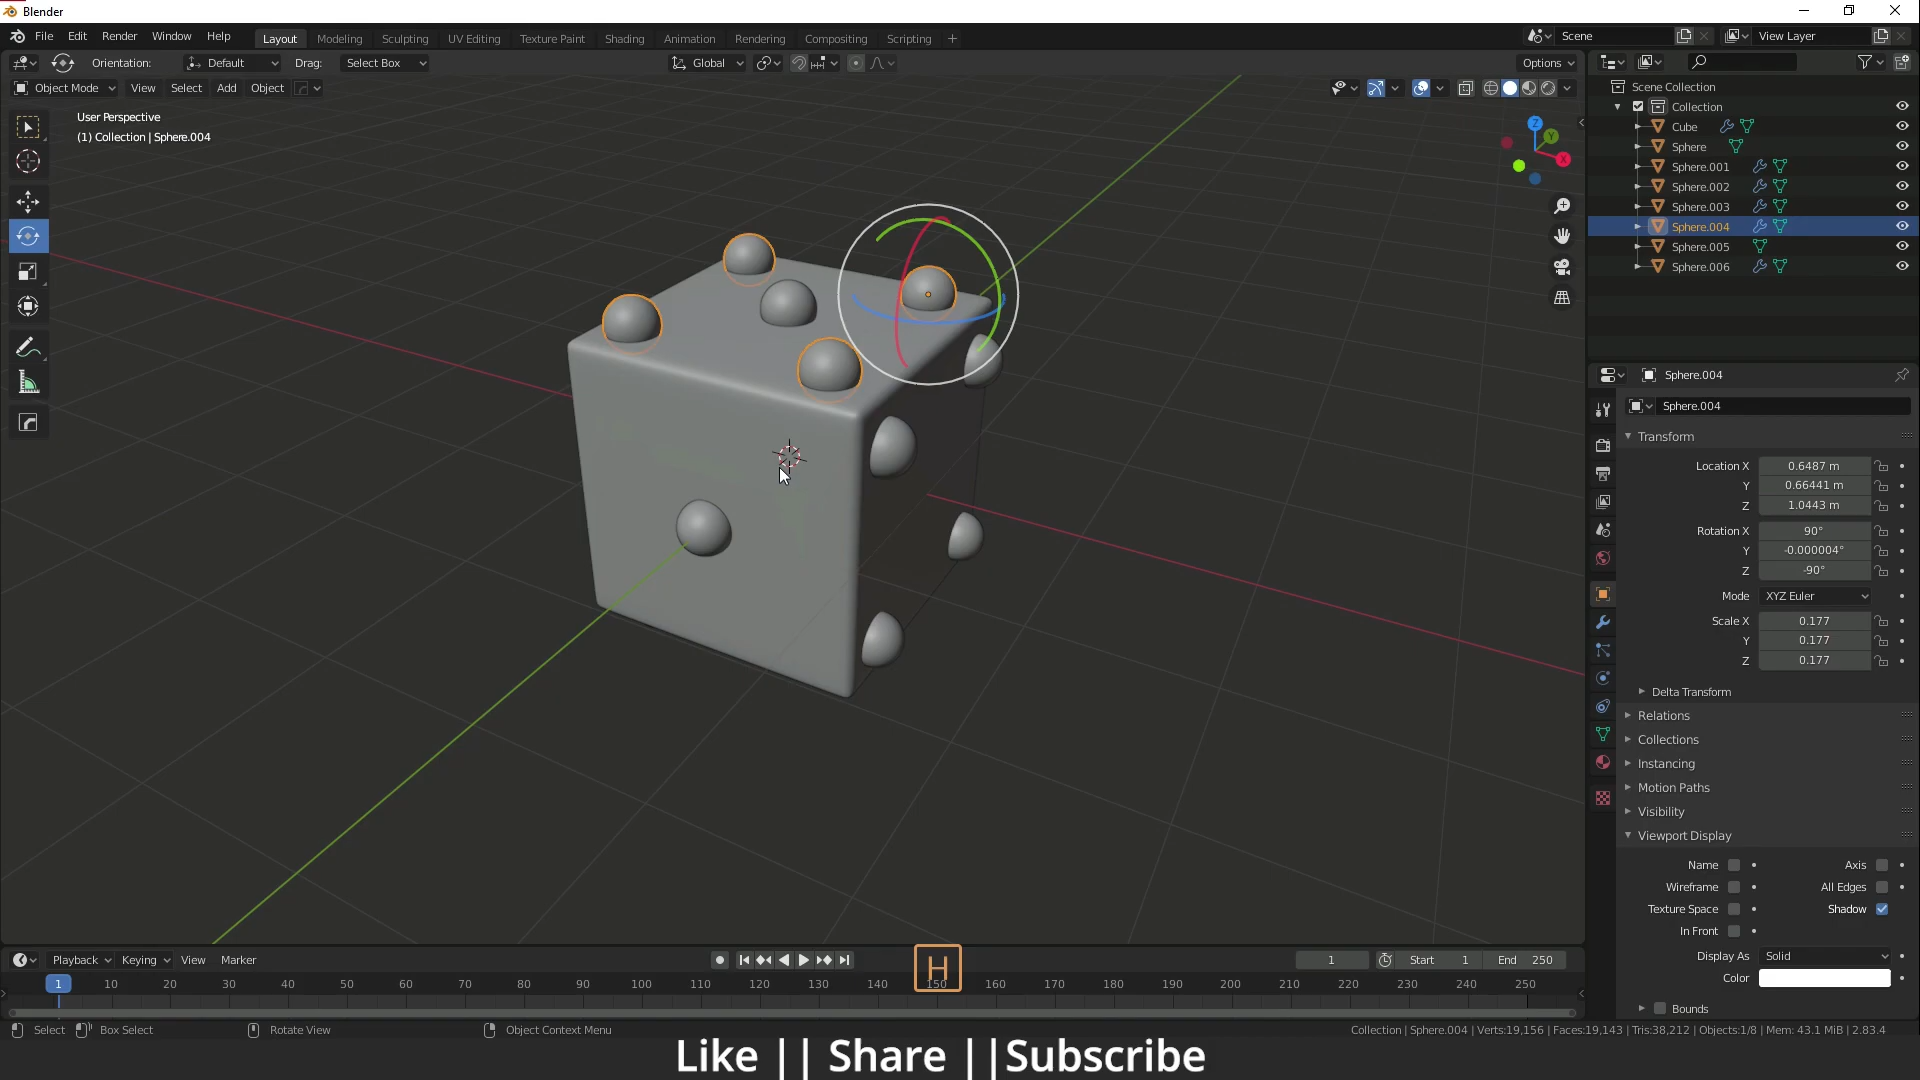 Blender
File Edit Render Window Help Layout Modeling Sculpting UV Editing Texture Paint Shading Animation Rendering Compositing Scripting + Scene View Layer
Orientation: Default Drag: Select Box Global Options
Object Mode View Select Add Object
User Perspective
(1) Collection | Sphere.004
Z
Y
X
Scene Collection
Collection
Cube
Sphere
Sphere.001
Sphere.002
Sphere.003
Sphere.004
Sphere.005
Sphere.006
Sphere.004
Sphere.004
Transform
Location X 0.6487 m
Y 0.66441 m
Z 1.0443 m
Rotation X 90°
Y -0.000004°
Z -90°
Mode XYZ Euler
Scale X 0.177
Y 0.177
Z 0.177
Delta Transform
Relations
Collections
Instancing
Motion Paths
Visibility
Viewport Display
Name Axis
Wireframe All Edges
Texture Space Shadow
In Front
Display As Solid
Color
Bounds
Playback Keying View Marker 1 Start 1 End 250
H
1 10 20 30 40 50 60 70 80 90 100 110 120 130 140 150 160 170 180 190 200 210 220 230 240 250
Select Box Select Rotate View Object Context Menu Collection | Sphere.004 | Verts:19,156 | Faces:19,143 | Tris:38,212 | Objects:1/8 | Mem: 43.1 MiB | 2.83.4
Like || Share ||Subscribe